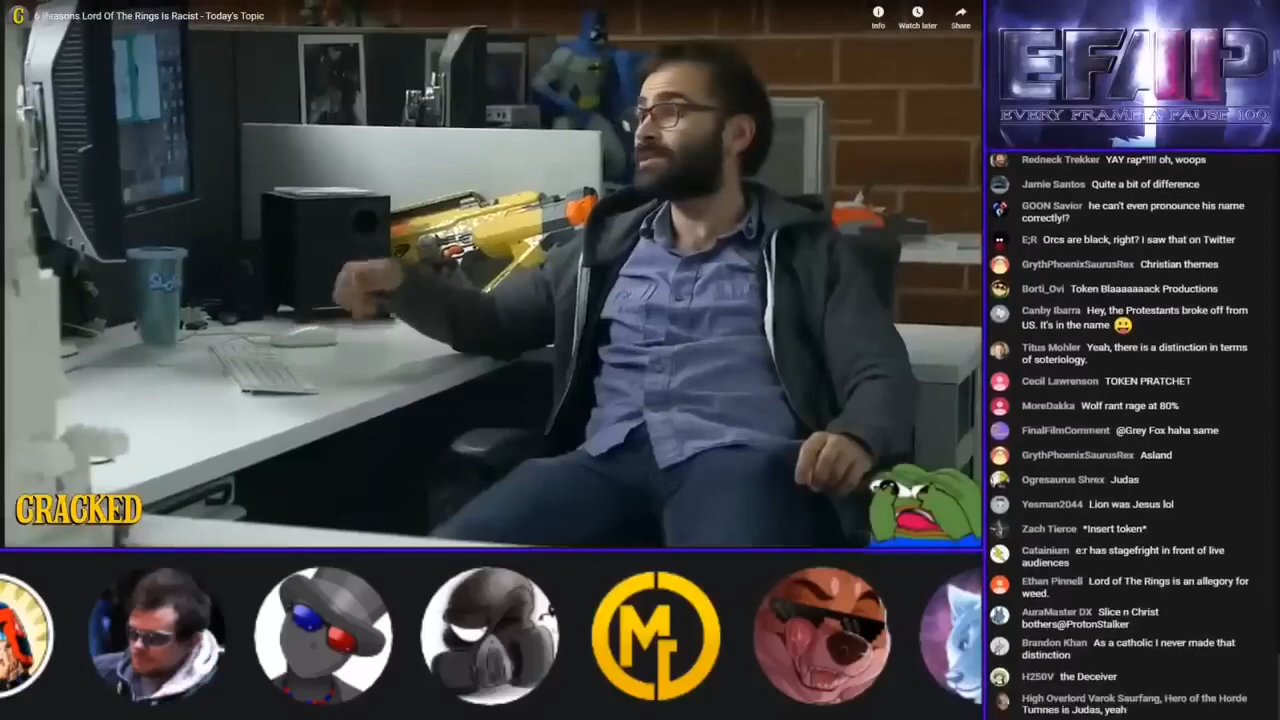 6 Reasons Lord Of The Rings Is Racist - Today's Topic
Info
Watch later
Share
CRACKED
EFAP
EVERY FRAME A PAUSE 100
Redneck Trekker YAY rap*!!!! oh, woops
Jamie Santos Quite a bit of difference
GOON Savior he can't even pronounce his name
correctly!?
E;R Orcs are black, right? I saw that on Twitter
GrythPhoenixSaurusRex Christian themes
Borti_Ovi Token Blaaaaaaack Productions
Canby Ibarra Hey, the Protestants broke off from
US. It's in the name
Titus Mohler Yeah, there is a distinction in terms
of soteriology.
Cecil Lawrenson TOKEN PRATCHET
MoreDakka Wolf rant rage at 80%
FinalFilmComment @Grey Fox haha same
GrythPhoenixSaurusRex Asland
Ogresaurus Shrex Judas
Yesman2044 Lion was Jesus lol
Zach Tierce *Insert token*
Catainium e:r has stagefright in front of live
audiences
Ethan Pinnell Lord of The Rings is an allegory for
weed.
AuraMaster DX Slice n Christ
bothers@ProtonStalker
Brandon Khan As a catholic I never made that
distinction
H250V the Deceiver
High Overlord Varok Saurfang, Hero of the Horde
Tumnes is Judas, yeah